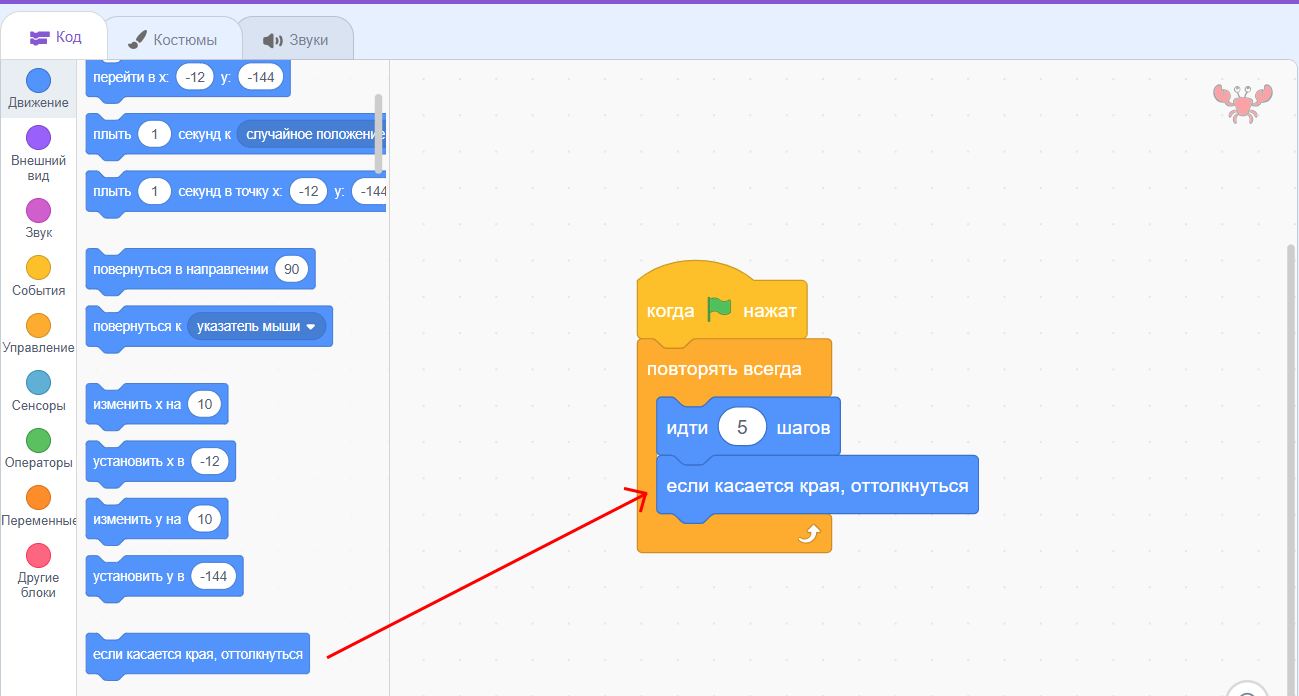 Код
Костюмы
Звуки
Движение
Внешний
вид
Звук
События
Управление
Сенсоры
Операторы
Переменные
Другие
блоки
перейти в x: -12 y: -144
плыть 1 секунд к случайное положение
плыть 1 секунд в точку x: -12 y: -144
повернуться в направлении 90
повернуться к указатель мыши
изменить x на 10
установить x в -12
изменить y на 10
установить y в -144
если касается края, оттолкнуться
когда нажат
повторять всегда
идти 5 шагов
если касается края, оттолкнуться